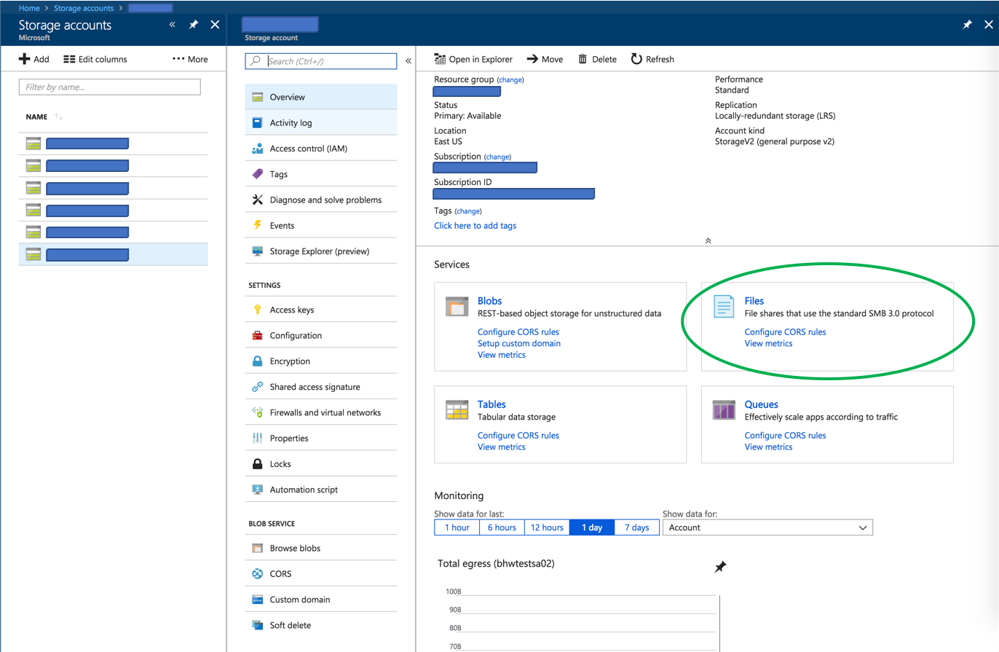 Home > Storage accounts >
Storage accounts
Microsoft
Add Edit columns More
Filter by name...
NAME
Storage account
Search (Ctrl+/)
Overview
Activity log
Access control (IAM)
Tags
Diagnose and solve problems
Events
Storage Explorer (preview)
SETTINGS
Access keys
Configuration
Encryption
Shared access signature
Firewalls and virtual networks
Properties
Locks
Automation script
BLOB SERVICE
Browse blobs
CORS
Custom domain
Soft delete
Open in Explorer Move Delete Refresh
Resource group (change)
Status
Primary: Available
Location
East US
Subscription (change)
Subscription ID
Tags (change)
Click here to add tags
Performance
Standard
Replication
Locally-redundant storage (LRS)
Account kind
StorageV2 (general purpose v2)
Services
Blobs
REST-based object storage for unstructured data
Configure CORS rules
Setup custom domain
View metrics
Files
File shares that use the standard SMB 3.0 protocol
Configure CORS rules
View metrics
Tables
Tabular data storage
Configure CORS rules
View metrics
Queues
Effectively scale apps according to traffic
Configure CORS rules
View metrics
Monitoring
Show data for last:
1 hour 6 hours 12 hours 1 day 7 days
Show data for:
Account
Total egress (bhwtestsa02)
100B
90B
80B
70B